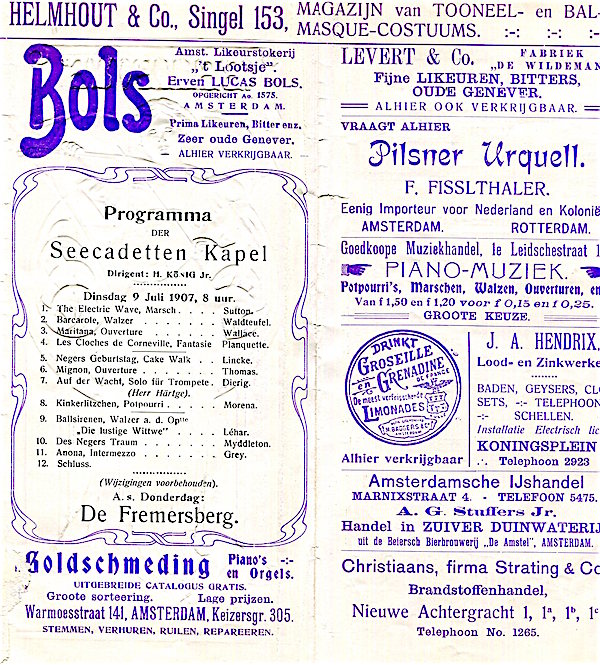 HELMHOUT & Co., Singel 153, MAGAZIJN van TOONEEL- en BAL-
MASQUE-COSTUUMS. :-: :-: :-:
Bols
Amst. Likeurstokerij
„'t Lootsje"
Erven LUCAS BOLS.
OPGERICHT Ao. 1575.
AMSTERDAM.
Prima Likeuren, Bitter enz.
Zeer oude Genever.
ALHIER VERKRIJGBAAR.
Programma
DER
Seecadetten Kapel
Dirigent: H. KÖNIG Jr.
Dinsdag 9 Juli 1907, 8 uur.
1. The Electric Wave, Marsch . . . . Sutton.
2. Barcarole, Walzer . . . . . Waldteufel.
3. Maritana, Ouverture . . . . . Wallace.
4. Les Cloches de Corneville, Fantasie Planquette.
5. Negers Geburtstag, Cake Walk . . Lincke.
6. Mignon, Ouverture . . . . . Thomas.
7. Auf der Wacht, Solo für Trompete . Dierig.
(Herr Härtge).
8. Kinkerlitzchen, Potpourri . . . . Morena.
9. Ballsirenen, Walzer a. d. Optte
„Die lustige Wittwe" . . . . Léhar.
10. Des Negers Traum . . . . . Myddleton.
11. Anona, Intermezzo . . . . . Grey.
12. Schluss.
(Wijzigingen voorbehouden).
A. s. Donderdag:
De Fremersberg.
Goldschmeding Piano's -:-
en Orgels.
UITGEBREIDE CATALOGUS GRATIS.
Groote sorteering. Lage prijzen.
Warmoesstraat 141, AMSTERDAM, Keizersgr. 305.
STEMMEN, VERHUREN, RUILEN, REPAREEREN.
LEVERT & Co. FABRIEK
„DE WILDEMAN
Fijne LIKEUREN, BITTERS,
OUDE GENEVER.
ALHIER OOK VERKRIJGBAAR.
VRAAGT ALHIER
Pilsner Urquell.
F. FISSLTHALER.
Eenig Importeur voor Nederland en Kolonië
AMSTERDAM. ROTTERDAM.
Goedkoope Muziekhandel, 1e Leidschestraat 1
PIANO-MUZIEK.
Potpourri's, Marschen, Walzen, Ouverturen, en
Van f 1,50 en f 1,20 voor f 0,15 en f 0,25.
GROOTE KEUZE.
DRINKT
GROSEILLE
en
GRENADINE
DE FRANCE
De meest verfrisschende
LIMONADES
Alhier verkrijgbaar
J. A. HENDRIX,
Lood- en Zinkwerke
BADEN, GEYSERS, CLO
SETS, -:- TELEPHOON
-:- SCHELLEN.
Installatie Electrisch lic
KONINGSPLEIN
Telephoon 2923
Amsterdamsche IJshandel
MARNIXSTRAAT 4. - TELEFOON 5475.
A. G. Stuffers Jr.
Handel in ZUIVER DUINWATERIJ
uit de Beiersch Bierbrouwerij „De Amstel", AMSTERDAM.
Christiaans, firma Strating & Co
Brandstoffenhandel,
Nieuwe Achtergracht 1, 1a, 1b, 1c
Telephoon No. 1265.